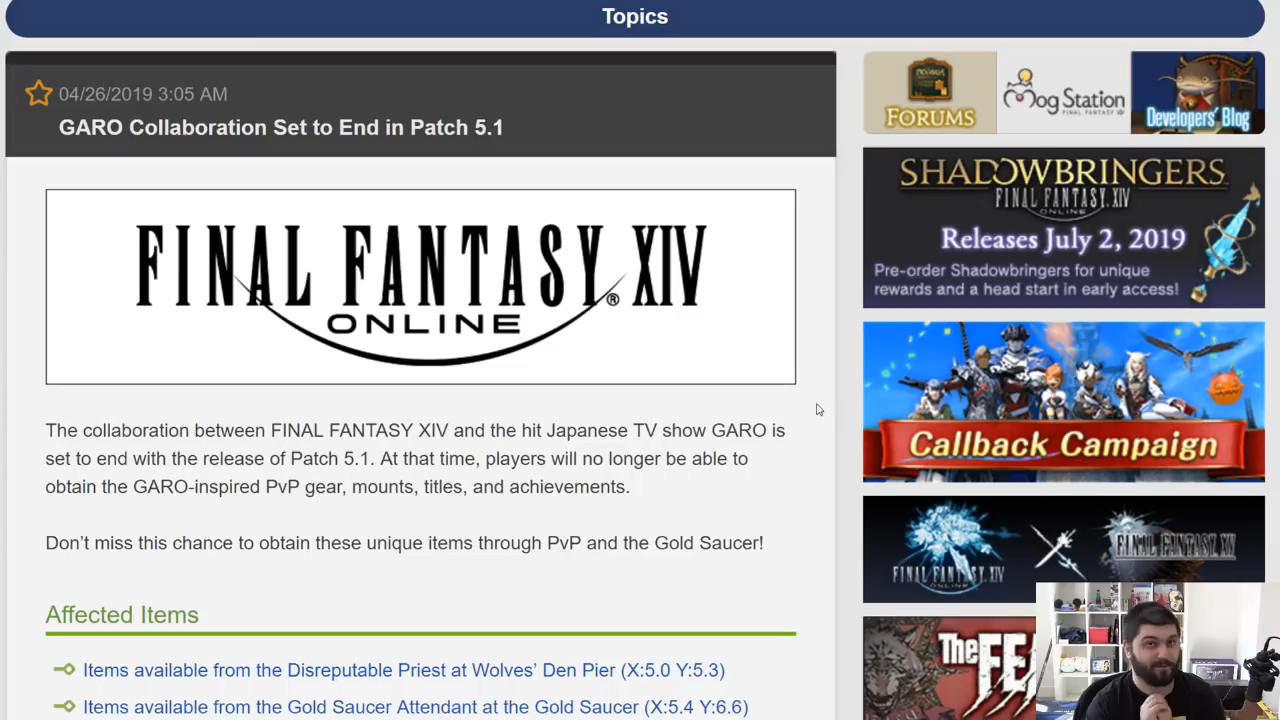 Topics
04/26/2019 3:05 AM
GARO Collaboration Set to End in Patch 5.1
FINAL FANTASY® XIV
ONLINE
The collaboration between FINAL FANTASY XIV and the hit Japanese TV show GARO is
set to end with the release of Patch 5.1. At that time, players will no longer be able to
obtain the GARO-inspired PvP gear, mounts, titles, and achievements.
Don’t miss this chance to obtain these unique items through PvP and the Gold Saucer!
Affected Items
Items available from the Disreputable Priest at Wolves’ Den Pier (X:5.0 Y:5.3)
Items available from the Gold Saucer Attendant at the Gold Saucer (X:5.4 Y:6.6)
FORUMS
Mog Station
FINAL FANTASY XIV
Developers' Blog
SHADOWBRINGERS
FINAL FANTASY XIV
ONLINE
Releases July 2, 2019
Pre-order Shadowbringers for unique
rewards and a head start in early access!
Callback Campaign
FINAL FANTASY XIV
ONLINE
FINAL FANTASY XV
The